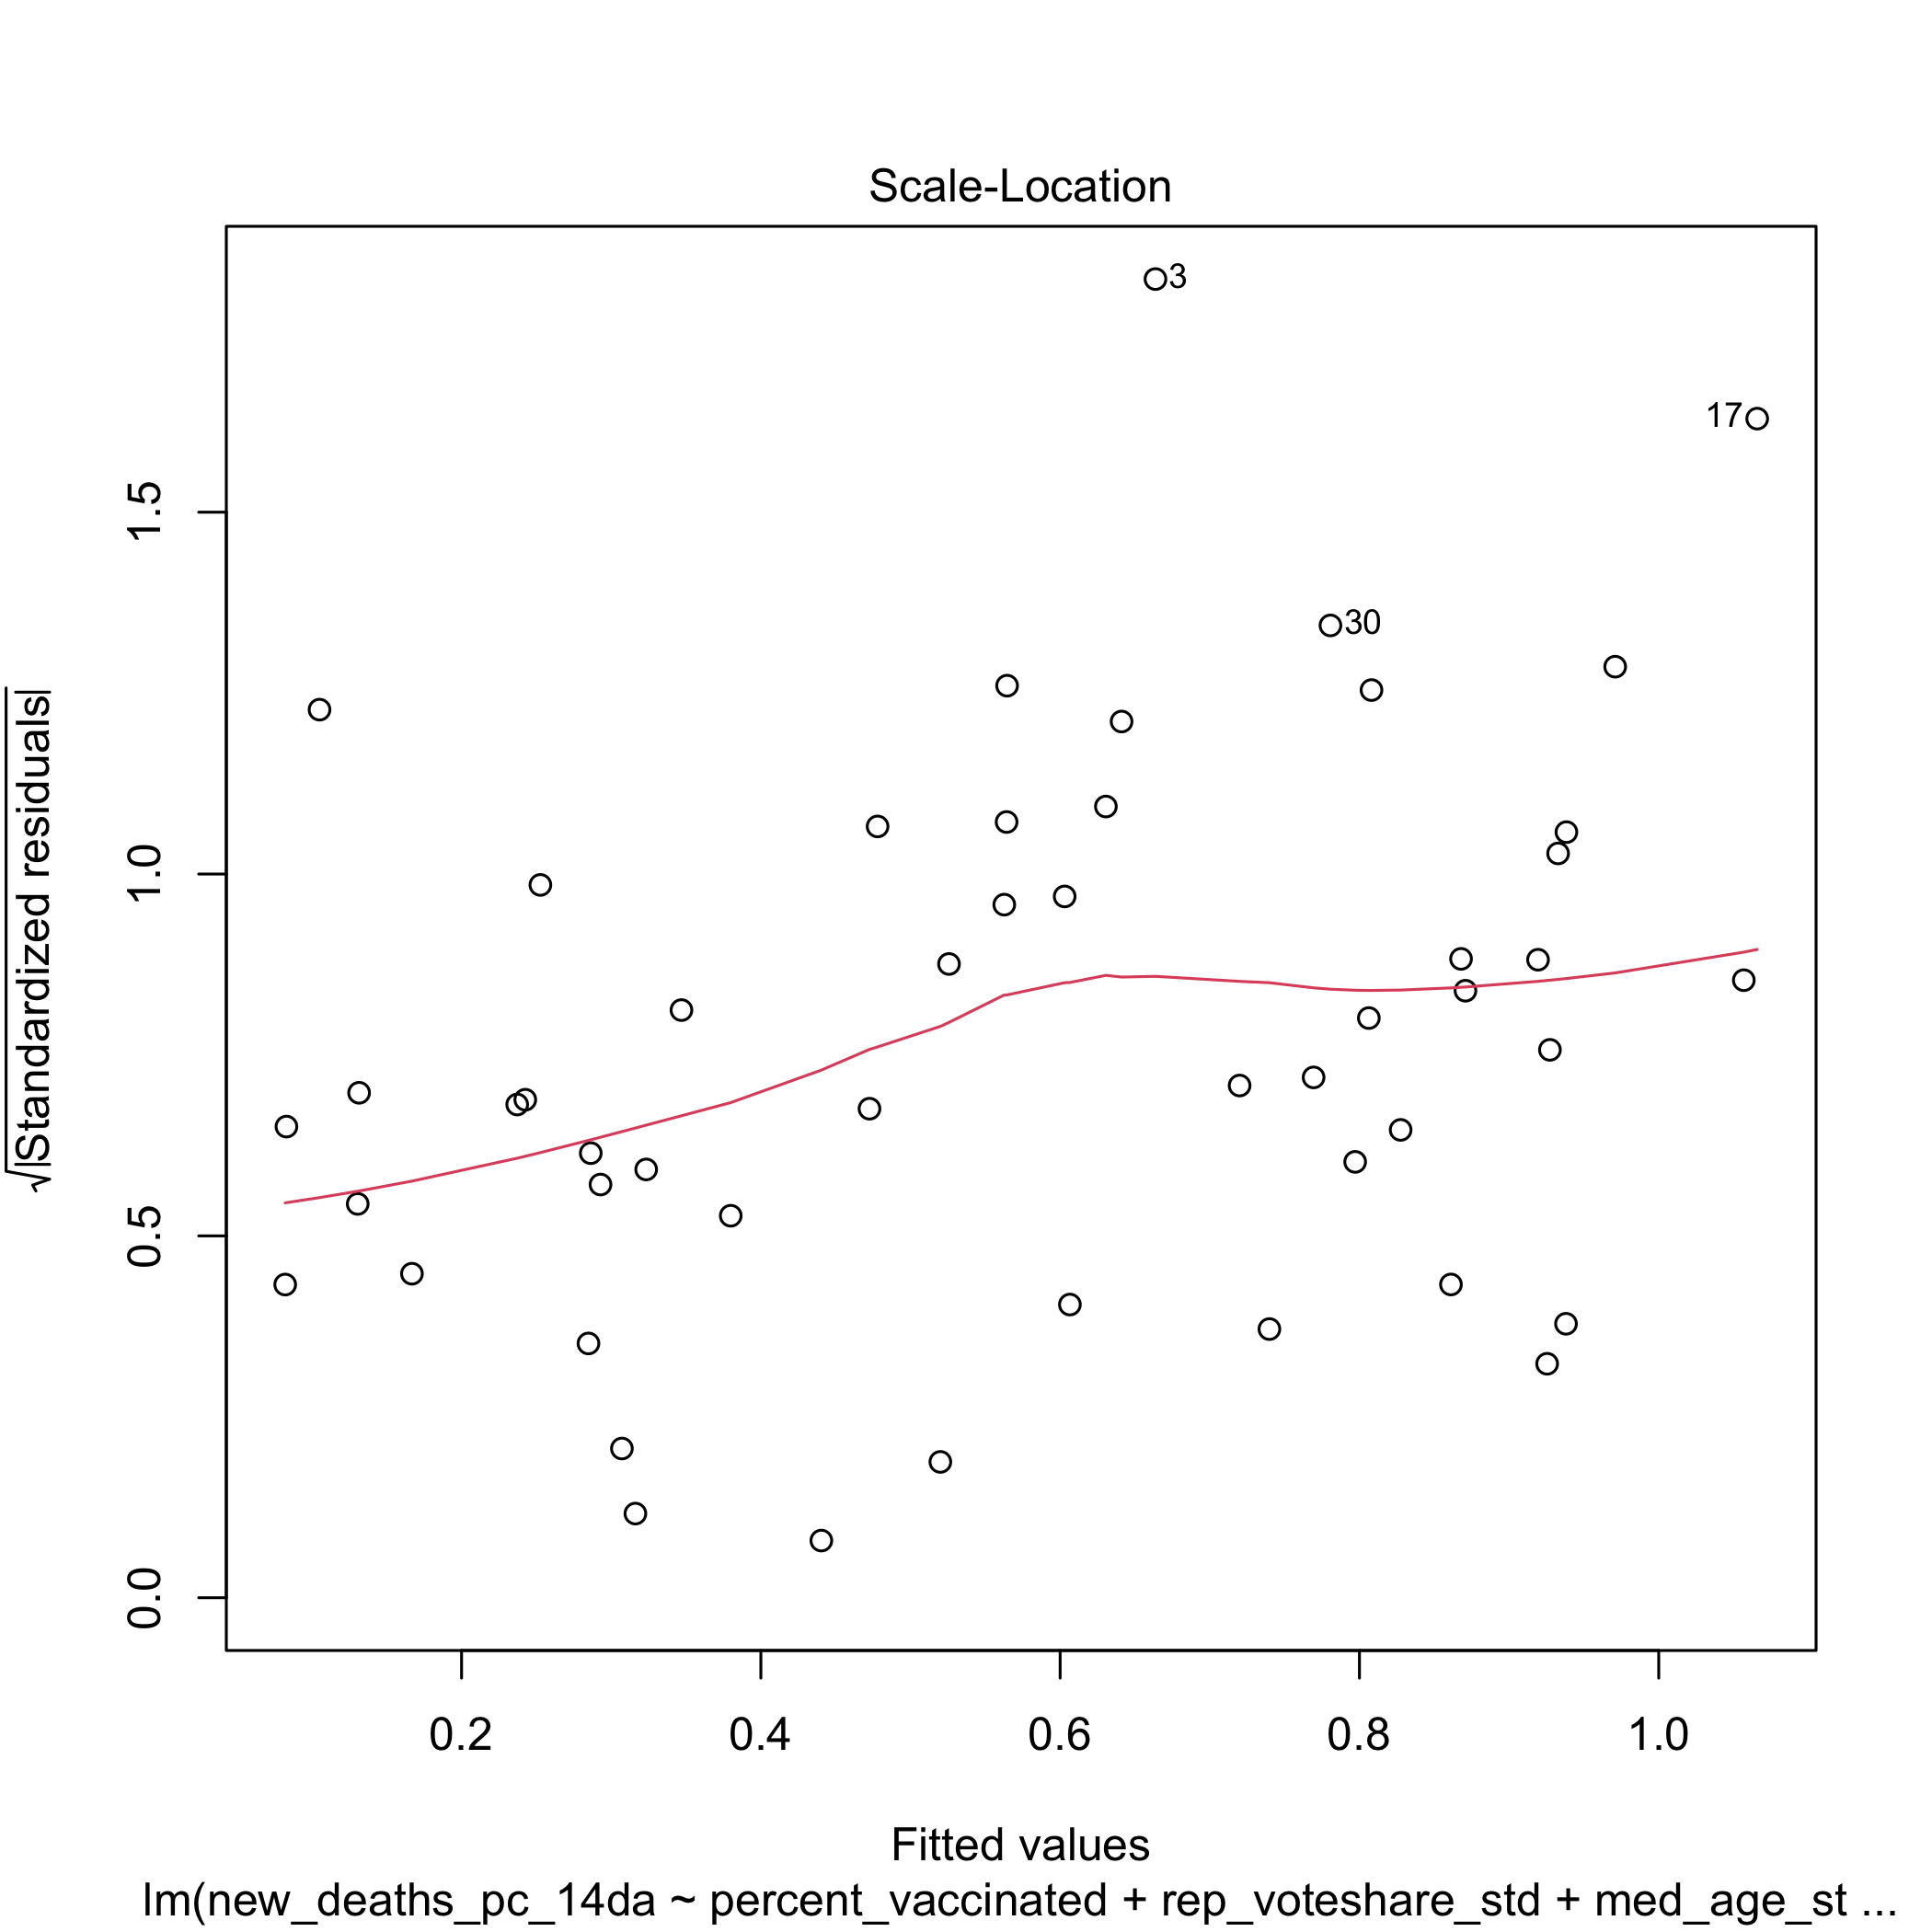 Scale-Location
√|Standardized residuals|
1.5
1.0
0.5
0.0
3
17
30
0.2 0.4 0.6 0.8 1.0
Fitted values
lm(new_deaths_pc_14da ~ percent_vaccinated + rep_voteshare_std + med_age_st ...